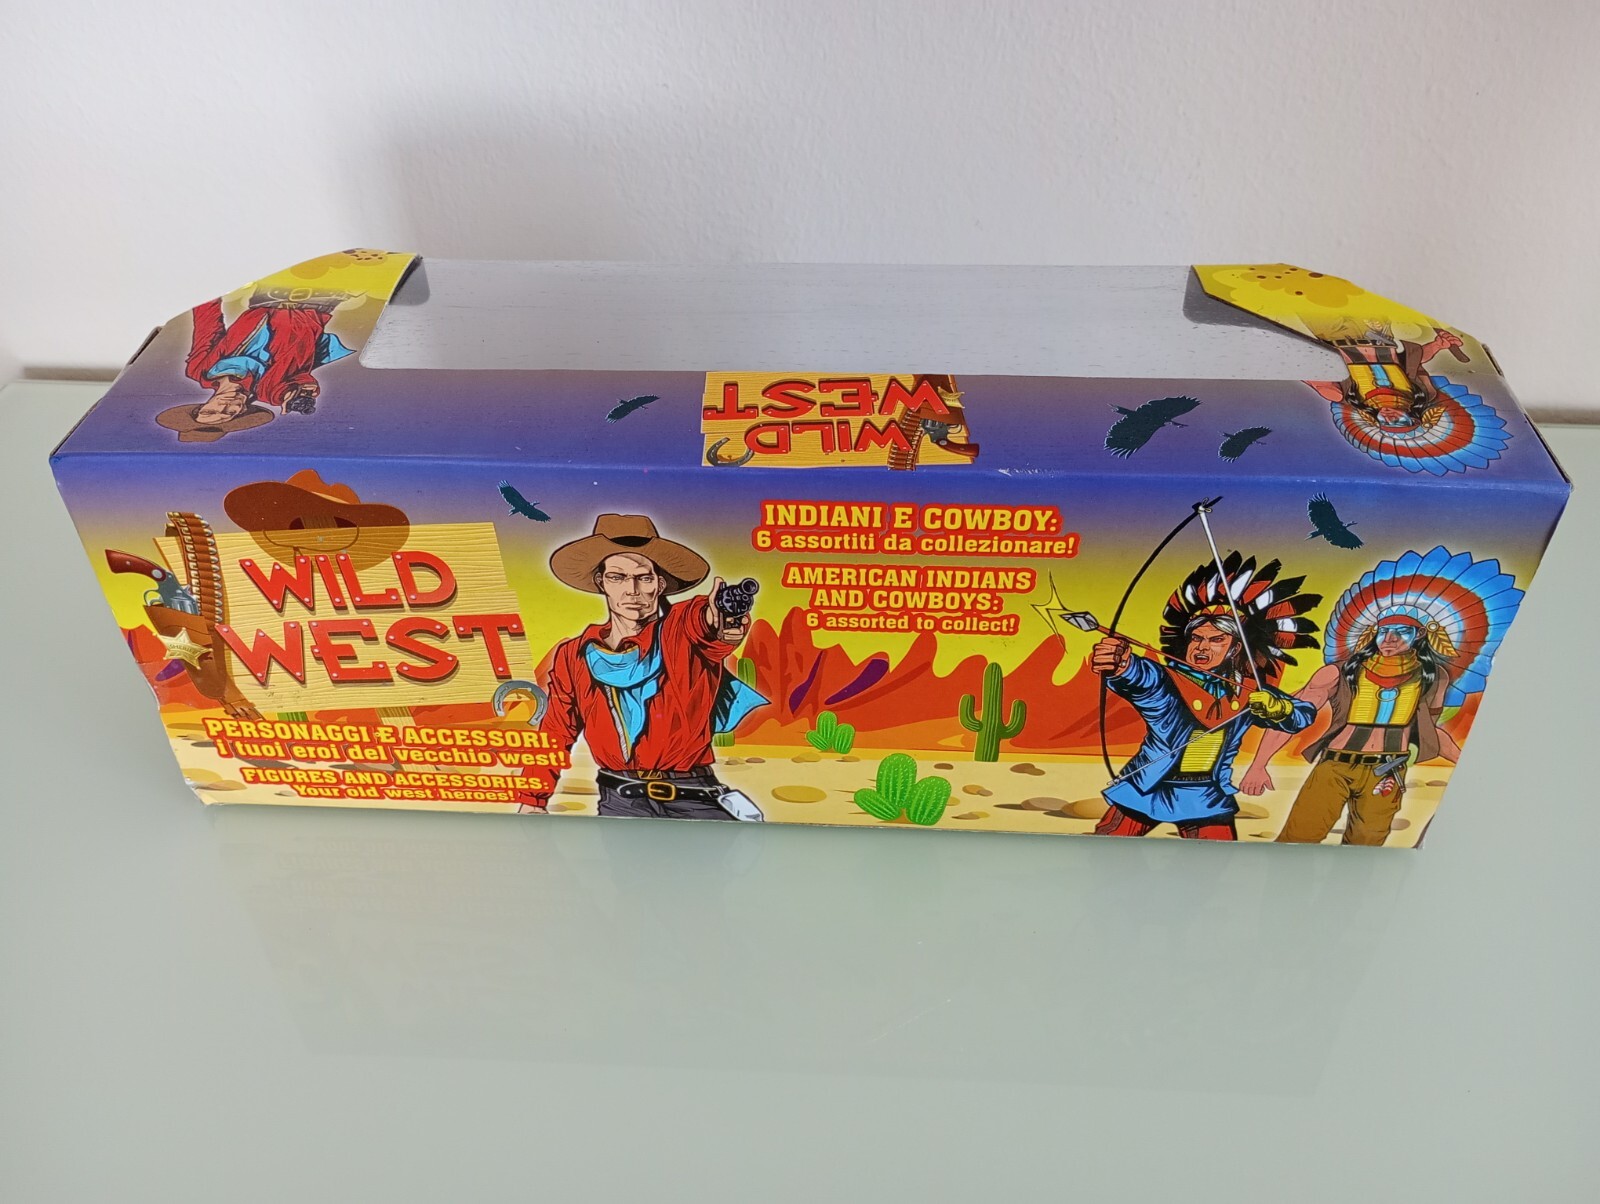 WILD
WEST
WILD
WEST
PERSONAGGI E ACCESSORI:
i tuoi eroi del vecchio west!
FIGURES AND ACCESSORIES:
Your old west heroes!
INDIANI E COWBOY:
6 assortiti da collezionare!
AMERICAN INDIANS
AND COWBOYS:
6 assorted to collect!